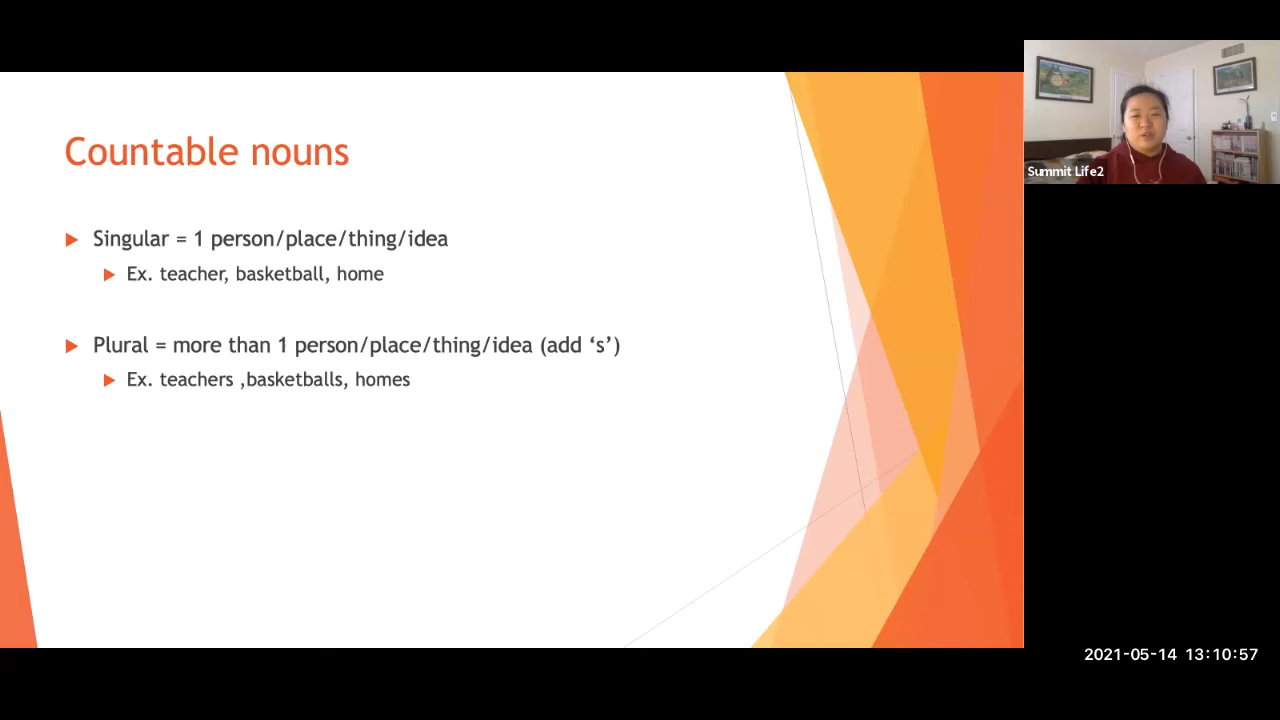 Countable nouns
Singular = 1 person/place/thing/idea
Ex. teacher, basketball, home
Plural = more than 1 person/place/thing/idea (add ‘s’)
Ex. teachers ,basketballs, homes
Summit Life2
2021-05-14 13:10:57